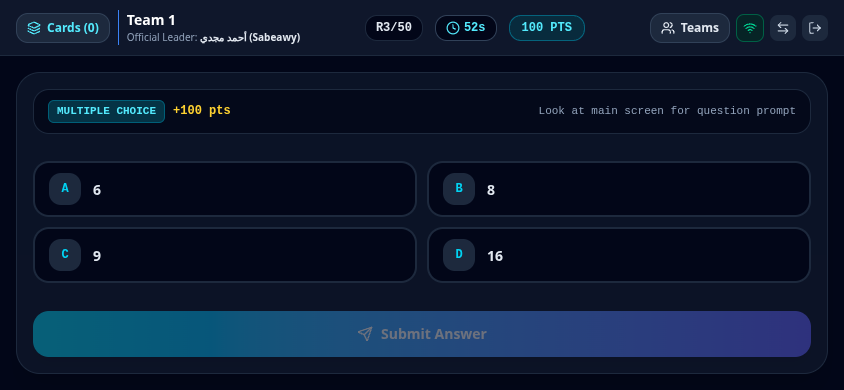 Cards (0)
Team 1
Official Leader: أحمد مجدي (Sabeawy)
R3/50
52s
100 PTS
Teams
MULTIPLE CHOICE
+100 pts
Look at main screen for question prompt
A
6
B
8
C
9
D
16
Submit Answer